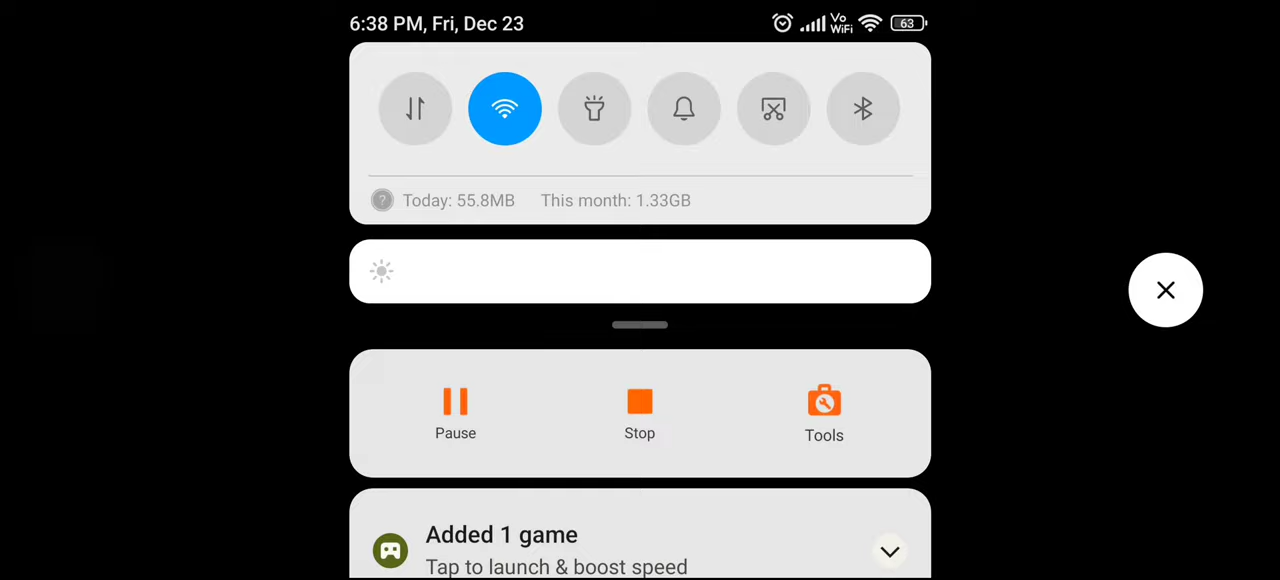 6:38 PM, Fri, Dec 23
Vo
WiFi
63
? Today: 55.8MB This month: 1.33GB
Pause Stop Tools
Added 1 game
Tap to launch & boost speed